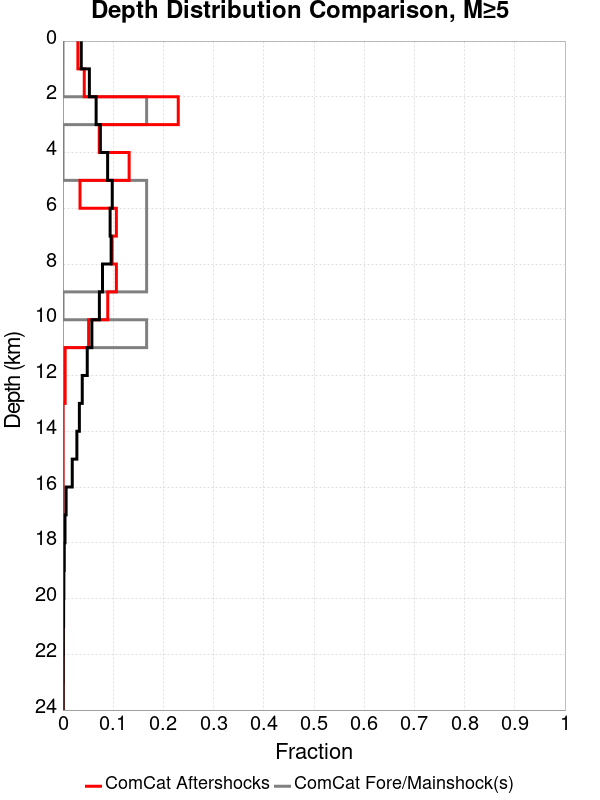 Depth Distribution Comparison, M≥5
0
2
4
6
8
10
12
14
16
18
20
22
24
Depth (km)
0 0.1 0.2 0.3 0.4 0.5 0.6 0.7 0.8 0.9 1
Fraction
ComCat Aftershocks ComCat Fore/Mainshock(s)